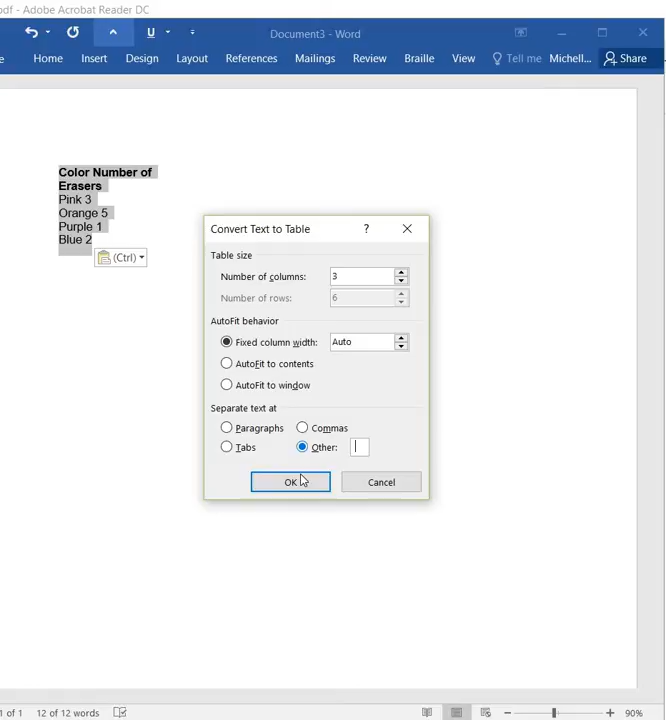 odf - Adobe Acrobat Reader DC
U
Document3 - Word
Home Insert Design Layout References Mailings Review Braille View Tell me Michell... Share
Color Number of
Erasers
Pink 3
Orange 5
Purple 1
Blue 2
(Ctrl)
Convert Text to Table ?
Table size
Number of columns: 3
Number of rows: 6
AutoFit behavior
Fixed column width: Auto
AutoFit to contents
AutoFit to window
Separate text at
Paragraphs Commas
Tabs Other:
OK Cancel
1 of 1 12 of 12 words 90%